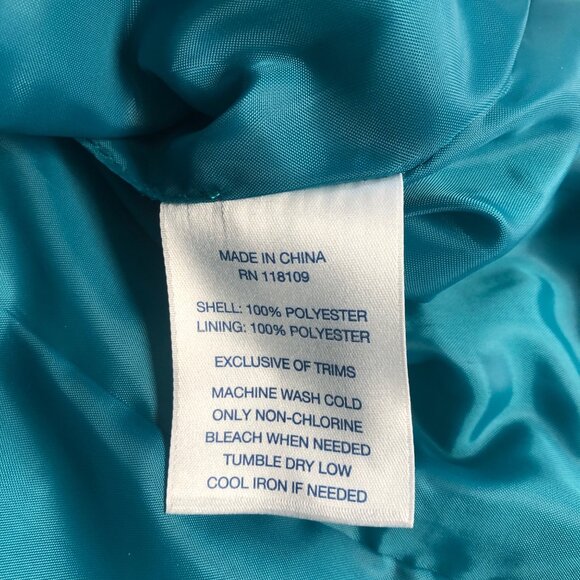 MADE IN CHINA
RN 118109
SHELL: 100% POLYESTER
LINING: 100% POLYESTER
EXCLUSIVE OF TRIMS
MACHINE WASH COLD
ONLY NON-CHLORINE
BLEACH WHEN NEEDED
TUMBLE DRY LOW
COOL IRON IF NEEDED